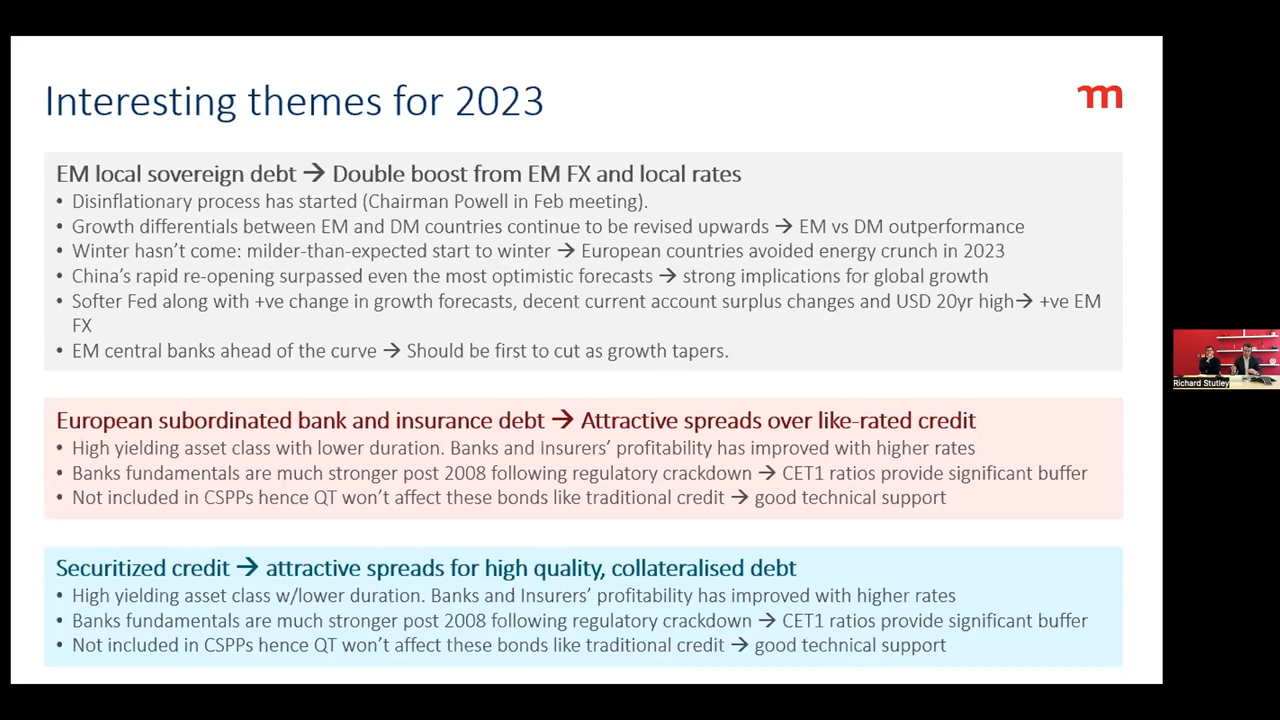 Interesting themes for 2023
m
EM local sovereign debt → Double boost from EM FX and local rates
• Disinflationary process has started (Chairman Powell in Feb meeting).
• Growth differentials between EM and DM countries continue to be revised upwards → EM vs DM outperformance
• Winter hasn't come: milder-than-expected start to winter → European countries avoided energy crunch in 2023
• China's rapid re-opening surpassed even the most optimistic forecasts → strong implications for global growth
• Softer Fed along with +ve change in growth forecasts, decent current account surplus changes and USD 20yr high→ +ve EM
FX
• EM central banks ahead of the curve → Should be first to cut as growth tapers.
European subordinated bank and insurance debt → Attractive spreads over like-rated credit
• High yielding asset class with lower duration. Banks and Insurers' profitability has improved with higher rates
• Banks fundamentals are much stronger post 2008 following regulatory crackdown → CET1 ratios provide significant buffer
• Not included in CSPPs hence QT won't affect these bonds like traditional credit → good technical support
Securitized credit → attractive spreads for high quality, collateralised debt
• High yielding asset class w/lower duration. Banks and Insurers' profitability has improved with higher rates
• Banks fundamentals are much stronger post 2008 following regulatory crackdown → CET1 ratios provide significant buffer
• Not included in CSPPs hence QT won't affect these bonds like traditional credit → good technical support
Richard Stutley